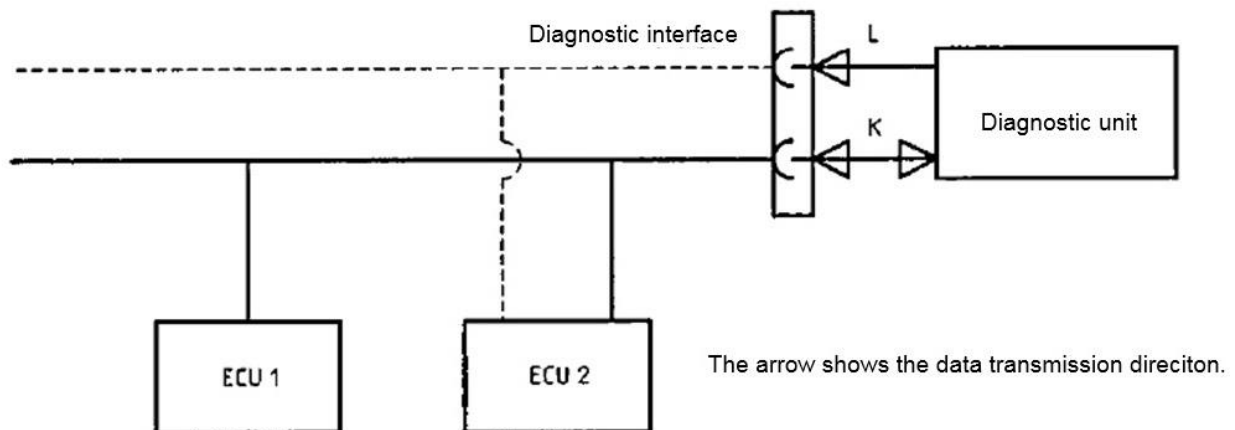 Diagnostic interface
L
K
Diagnostic unit
ECU 1
ECU 2
The arrow shows the data transmission direciton.